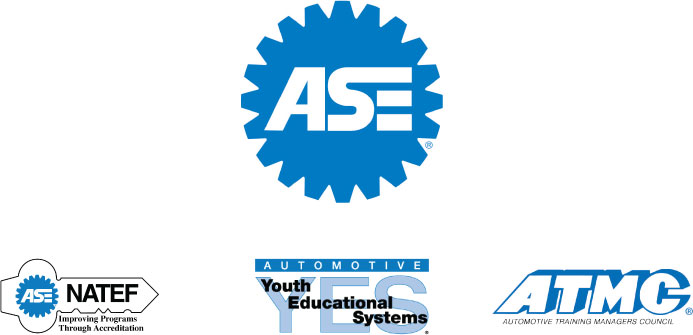 ASE
®
ASE NATEF
Improving Programs
Through Accreditation
AUTOMOTIVE
YES
Youth
Educational
Systems
®
ATMC®
AUTOMOTIVE TRAINING MANAGERS COUNCIL